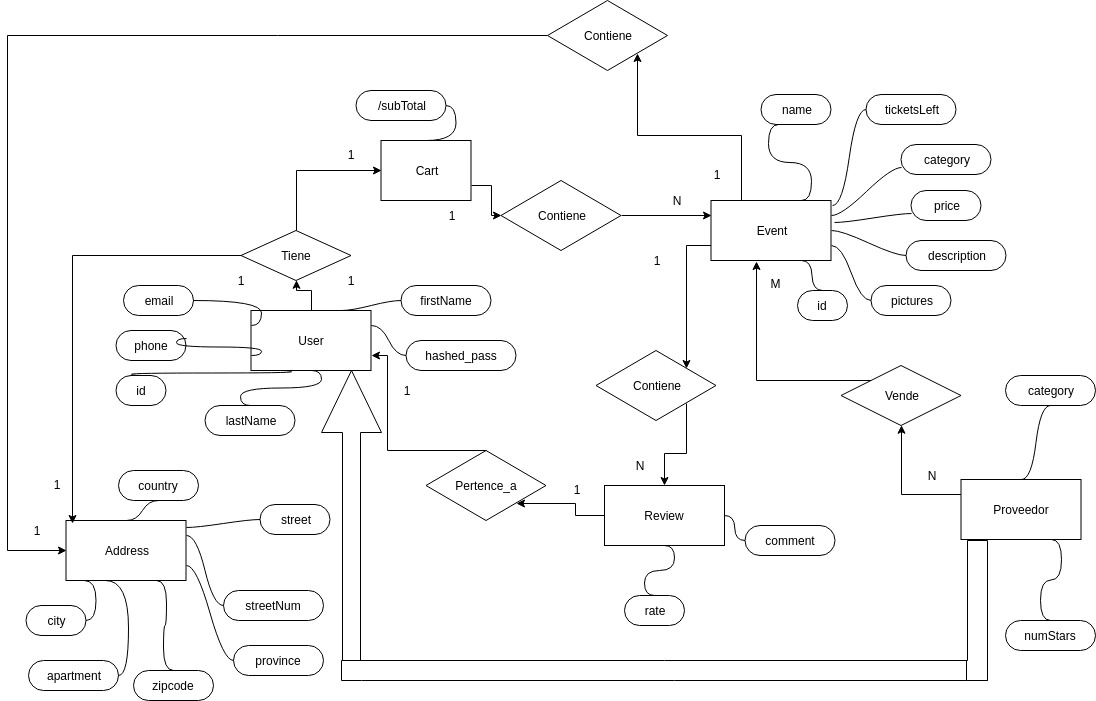 Contiene
/subTotal
name
ticketsLeft
1
Cart
category
1
price
1
Contiene
N
Event
Tiene
description
1
1
1
M
email
firstName
pictures
id
phone
User
hashed_pass
id
1
Contiene
Vende
category
lastName
N
N
1
country
1
Pertence_a
1
Review
Proveedor
street
1
Address
comment
streetNum
rate
city
numStars
province
apartment
zipcode